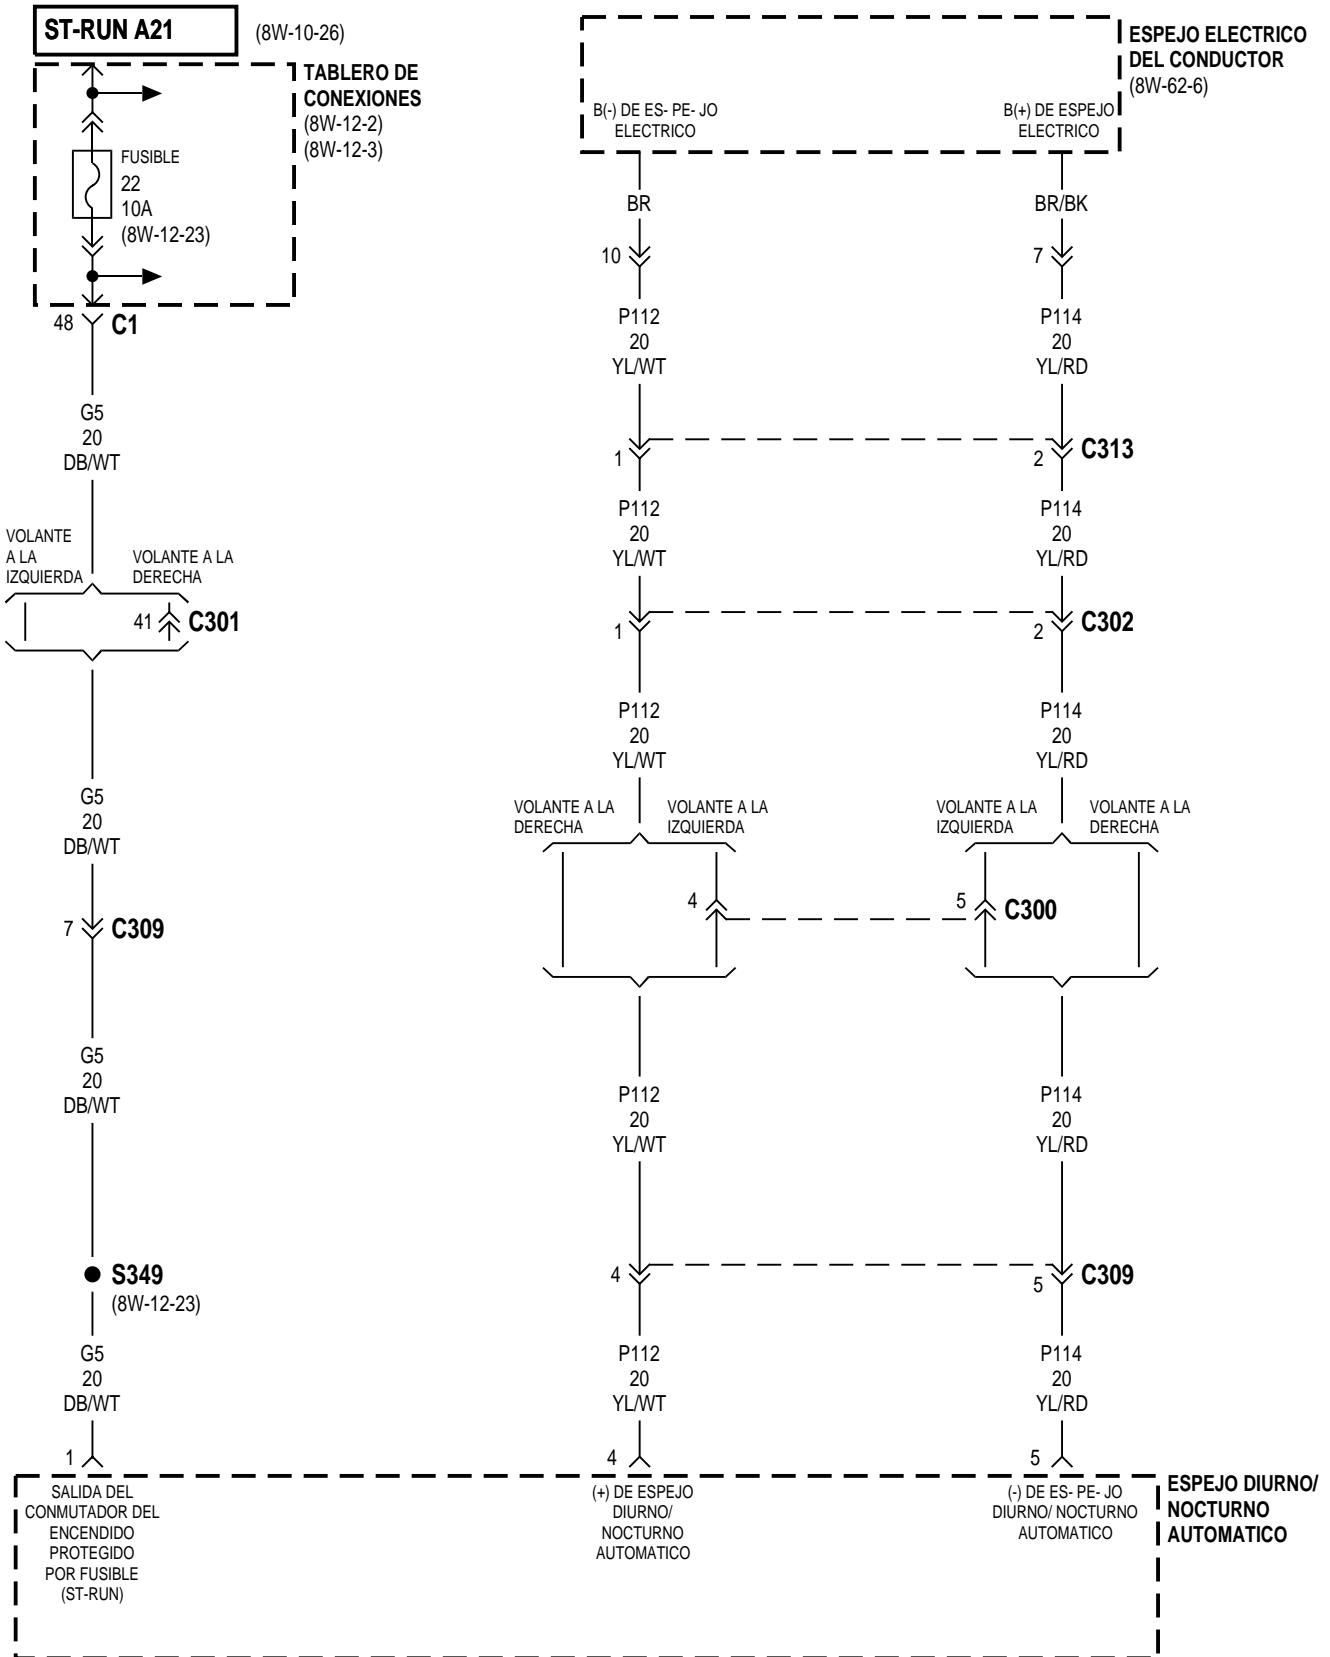 ST-RUN A21
(8W-10-26)
TABLERO DE
CONEXIONES
(8W-12-2)
(8W-12-3)
FUSIBLE
22
10A
(8W-12-23)
48
C1
G5
20
DB/WT
VOLANTE
A LA
IZQUIERDA
VOLANTE A LA
DERECHA
41
C301
G5
20
DB/WT
7
C309
G5
20
DB/WT
S349
(8W-12-23)
G5
20
DB/WT
1
ESPEJO ELECTRICO
DEL CONDUCTOR
(8W-62-6)
B(-) DE ES- PE- JO
ELECTRICO
B(+) DE ESPEJO
ELECTRICO
BR
BR/BK
10
7
P112
20
YL/WT
P114
20
YL/RD
1
2
C313
P112
20
YL/WT
P114
20
YL/RD
1
2
C302
P112
20
YL/WT
P114
20
YL/RD
VOLANTE A LA
DERECHA
VOLANTE A LA
IZQUIERDA
VOLANTE A LA
IZQUIERDA
VOLANTE A LA
DERECHA
4
5
C300
P112
20
YL/WT
P114
20
YL/RD
4
5
C309
P112
20
YL/WT
P114
20
YL/RD
4
5
SALIDA DEL
CONMUTADOR DEL
ENCENDIDO
PROTEGIDO
POR FUSIBLE
(ST-RUN)
(+) DE ESPEJO
DIURNO/
NOCTURNO
AUTOMATICO
(-) DE ES- PE- JO
DIURNO/ NOCTURNO
AUTOMATICO
ESPEJO DIURNO/
NOCTURNO
AUTOMATICO